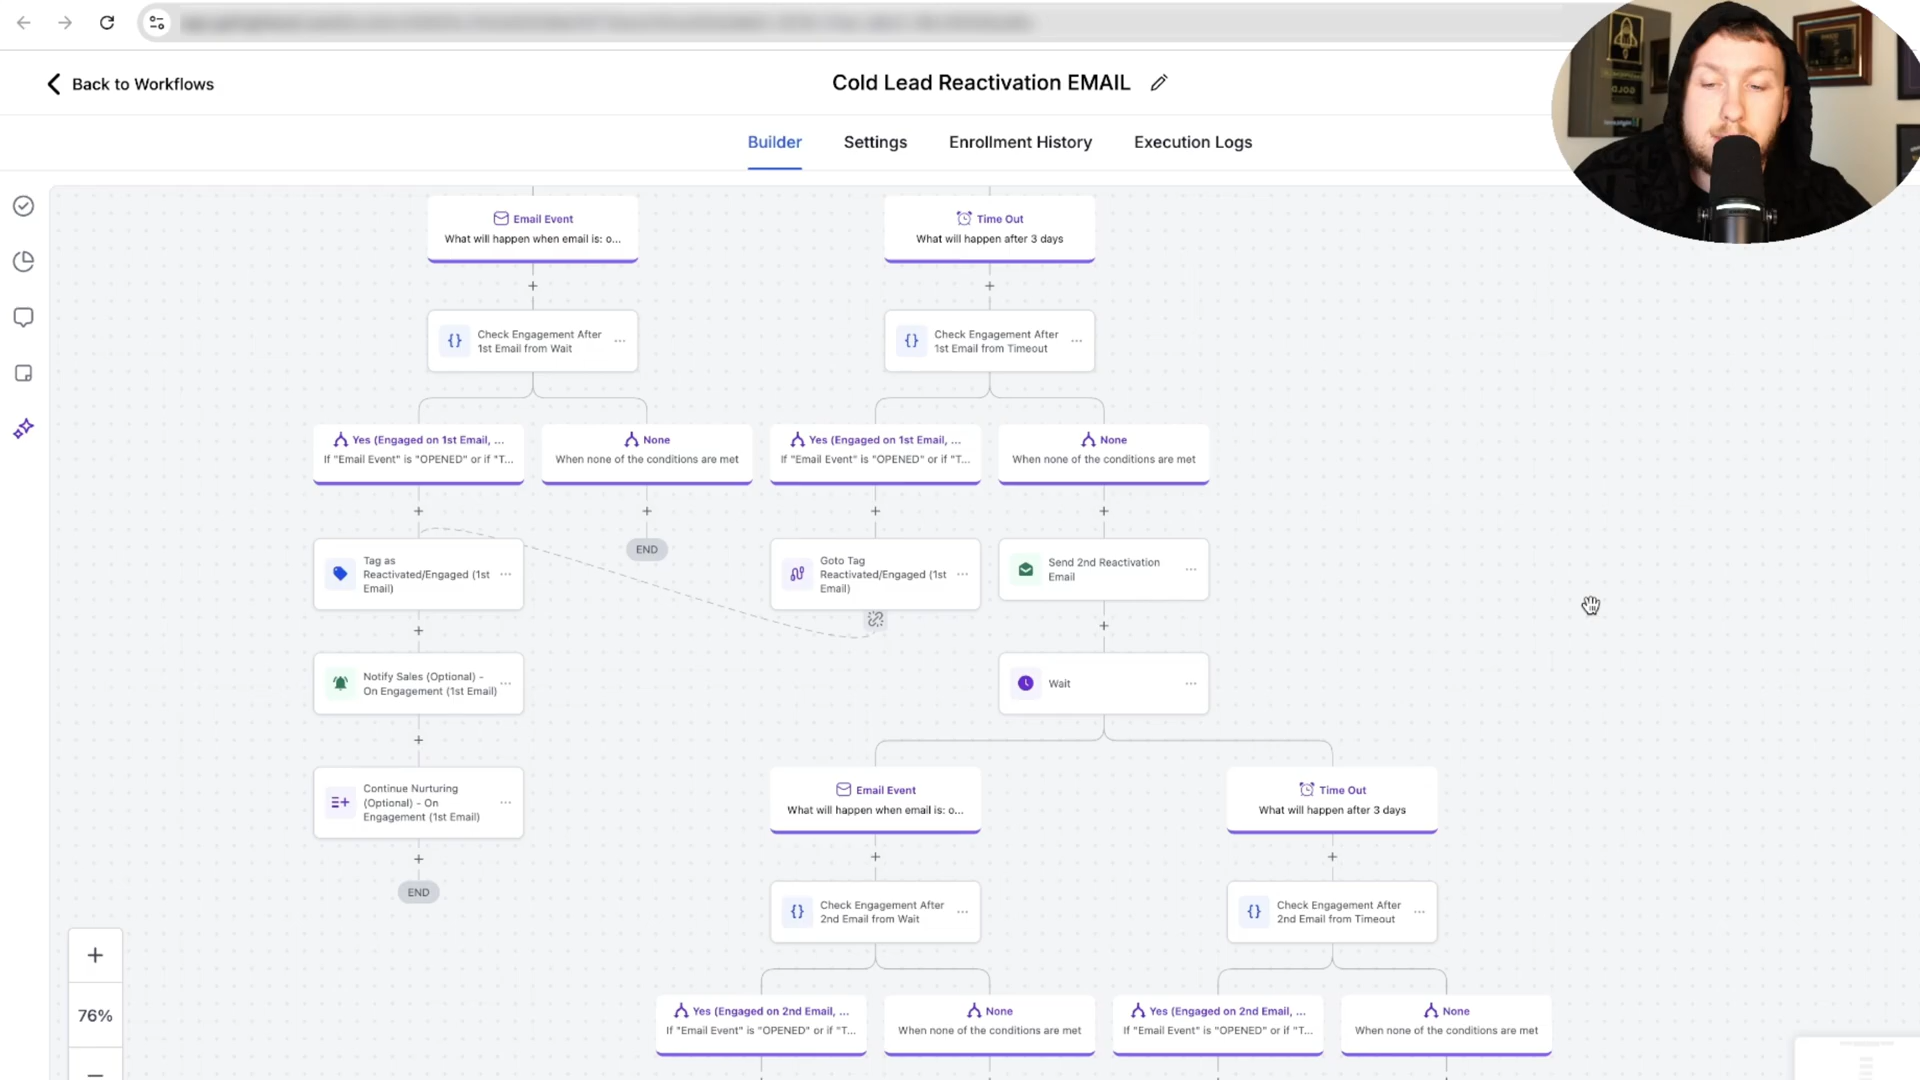 Back to Workflows
Cold Lead Reactivation EMAIL
Builder
Settings
Enrollment History
Execution Logs
Email Event
What will happen when email is: o...
Time Out
What will happen after 3 days
Check Engagement After
1st Email from Wait
Check Engagement After
1st Email from Timeout
Yes (Engaged on 1st Email, ...
If "Email Event" is "OPENED" or if "T...
None
When none of the conditions are met
Yes (Engaged on 1st Email, ...
If "Email Event" is "OPENED" or if "T...
None
When none of the conditions are met
Tag as
Reactivated/Engaged (1st
Email)
END
Goto Tag
Reactivated/Engaged (1st
Email)
Send 2nd Reactivation
Email
Notify Sales (Optional) -
On Engagement (1st Email)
Wait
Continue Nurturing
(Optional) - On
Engagement (1st Email)
END
Email Event
What will happen when email is: o...
Time Out
What will happen after 3 days
Check Engagement After
2nd Email from Wait
Check Engagement After
2nd Email from Timeout
Yes (Engaged on 2nd Email, ...
If "Email Event" is "OPENED" or if "T...
None
When none of the conditions are met
Yes (Engaged on 2nd Email, ...
If "Email Event" is "OPENED" or if "T...
None
When none of the conditions are met
76%